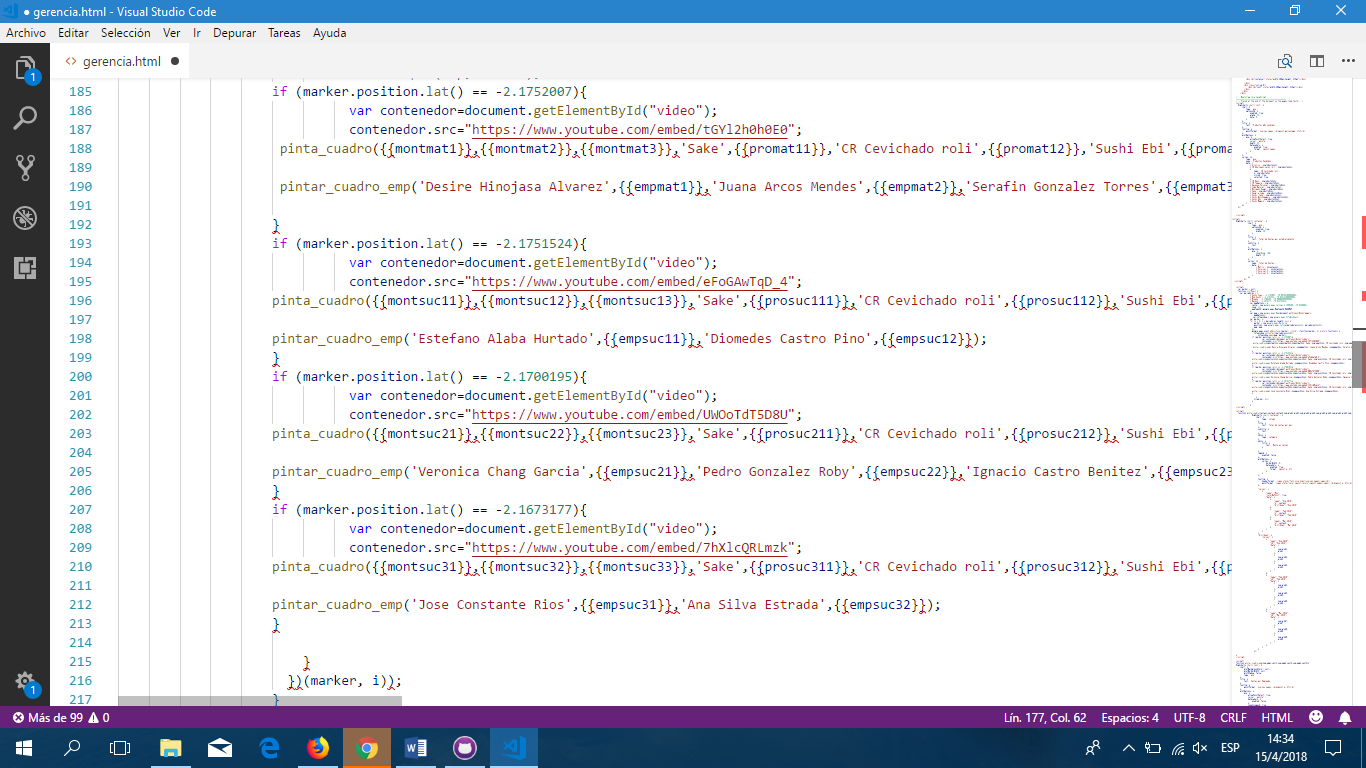 ● gerencia.html - Visual Studio Code
Archivo Editar Selección Ver Ir Depurar Tareas Ayuda
gerencia.html ●
185 if (marker.position.lat() == -2.1752007){
186 var contenedor=document.getElementById("video");
187 contenedor.src="https://www.youtube.com/embed/tGYl2h0h0E0";
188 pinta_cuadro({{montmat1}},{{montmat2}},{{montmat3}},'Sake',{{promat11}},'CR Cevichado roli',{{promat12}},'Sushi Ebi',{{proma
189
190 pintar_cuadro_emp('Desire Hinojasa Alvarez',{{empmat1}},'Juana Arcos Mendes',{{empmat2}},'Serafin Gonzalez Torres',{{empmat3
191
192 }
193 if (marker.position.lat() == -2.1751524){
194 var contenedor=document.getElementById("video");
195 contenedor.src="https://www.youtube.com/embed/eFoGAwTqD_4";
196 pinta_cuadro({{montsuc11}},{{montsuc12}},{{montsuc13}},'Sake',{{prosuc111}},'CR Cevichado roli',{{prosuc112}},'Sushi Ebi',{{p
197
198 pintar_cuadro_emp('Estefano Alaba Hurtado',{{empsuc11}},'Diomedes Castro Pino',{{empsuc12}});
199 }
200 if (marker.position.lat() == -2.1700195){
201 var contenedor=document.getElementById("video");
202 contenedor.src="https://www.youtube.com/embed/UWOoTdT5D8U";
203 pinta_cuadro({{montsuc21}},{{montsuc22}},{{montsuc23}},'Sake',{{prosuc211}},'CR Cevichado roli',{{prosuc212}},'Sushi Ebi',{{p
204
205 pintar_cuadro_emp('Veronica Chang Garcia',{{empsuc21}},'Pedro Gonzalez Roby',{{empsuc22}},'Ignacio Castro Benitez',{{empsuc23
206 }
207 if (marker.position.lat() == -2.1673177){
208 var contenedor=document.getElementById("video");
209 contenedor.src="https://www.youtube.com/embed/7hXlcQRLmzk";
210 pinta_cuadro({{montsuc31}},{{montsuc32}},{{montsuc33}},'Sake',{{prosuc311}},'CR Cevichado roli',{{prosuc312}},'Sushi Ebi',{{p
211
212 pintar_cuadro_emp('Jose Constante Rios',{{empsuc31}},'Ana Silva Estrada',{{empsuc32}});
213 }
214
215 }
216 })(marker, i));
217 }
1
1
Más de 99 0 Lín. 177, Col. 62 Espacios: 4 UTF-8 CRLF HTML
ESP
14:34
15/4/2018